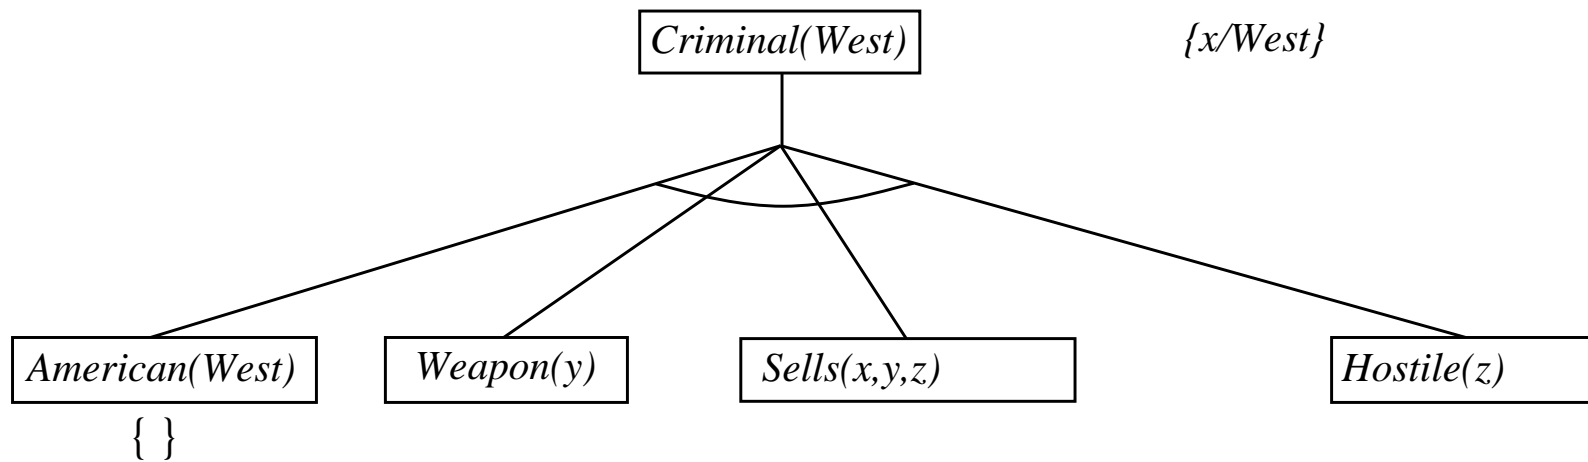 Criminal(West)
{x/West}
American(West)
Weapon(y)
Sells(x,y,z)
Hostile(z)
{ }